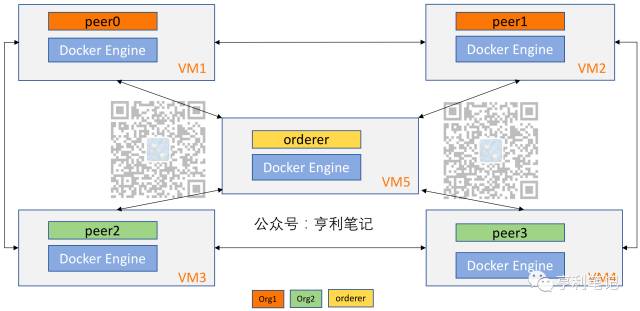 peer0
Docker Engine
VM1
peer1
Docker Engine
VM2
orderer
Docker Engine
VM5
peer2
Docker Engine
VM3
公众号：亨利笔记
peer3
Docker Engine
VM4
亨利笔记
Org1
Org2
orderer